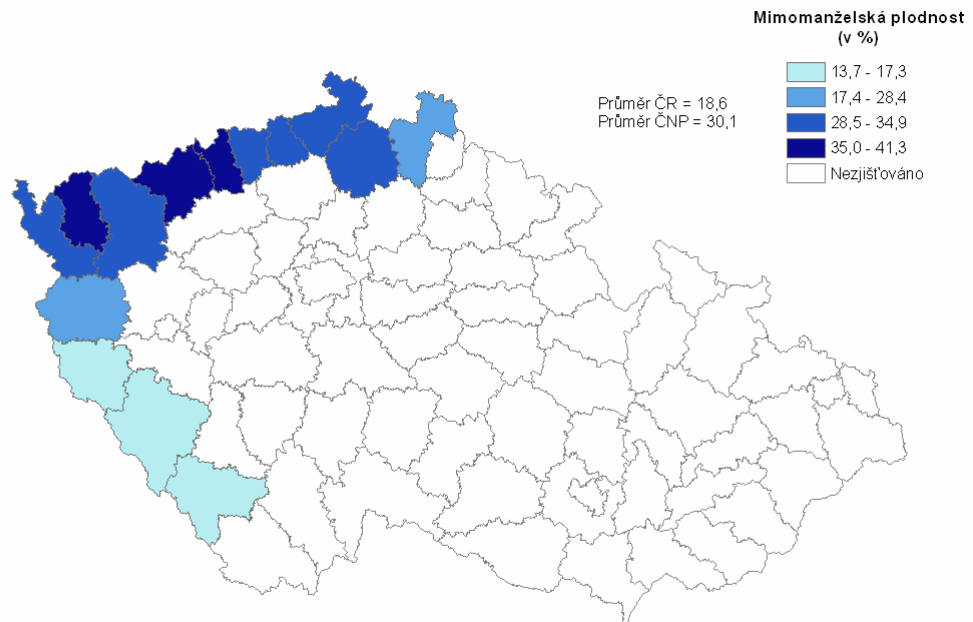 Mimomanželská plodnost
(v %)
13,7 - 17,3
17,4 - 28,4
28,5 - 34,9
35,0 - 41,3
Nezjišťováno
Průměr ČR = 18,6
Průměr ČNP = 30,1